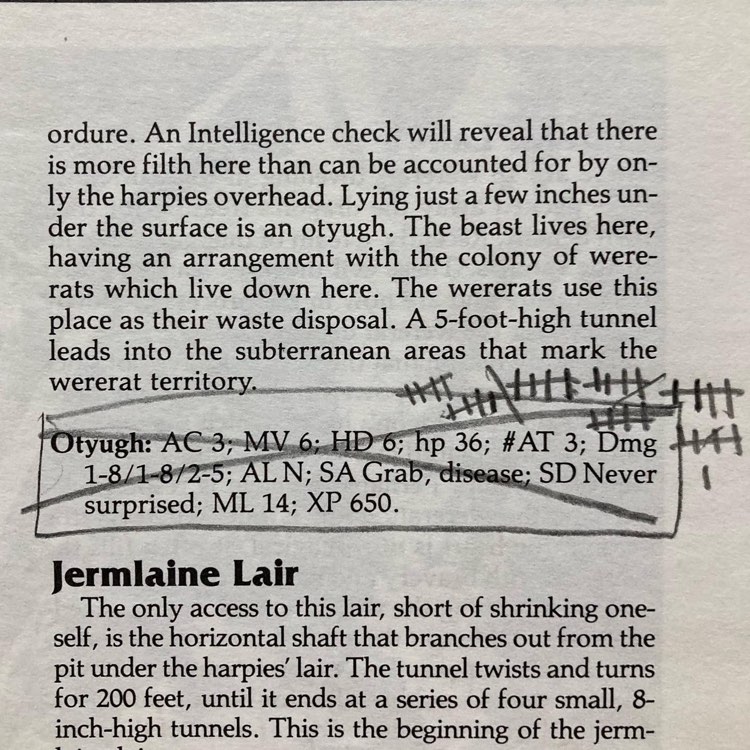 ordure. An Intelligence check will reveal that there
is more filth here than can be accounted for by on-
ly the harpies overhead. Lying just a few inches un-
der the surface is an otyugh. The beast lives here,
having an arrangement with the colony of were-
rats which live down here. The wererats use this
place as their waste disposal. A 5-foot-high tunnel
leads into the subterranean areas that mark the
wererat territory.
Otyugh: AC 3; MV 6; HD 6; hp 36; #AT 3; Dmg
1-8/1-8/2-5; AL N; SA Grab, disease; SD Never
surprised; ML 14; XP 650.
Jermlaine Lair
The only access to this lair, short of shrinking one-
self, is the horizontal shaft that branches out from the
pit under the harpies' lair. The tunnel twists and turns
for 200 feet, until it ends at a series of four small, 8-
inch-high tunnels. This is the beginning of the jerm-